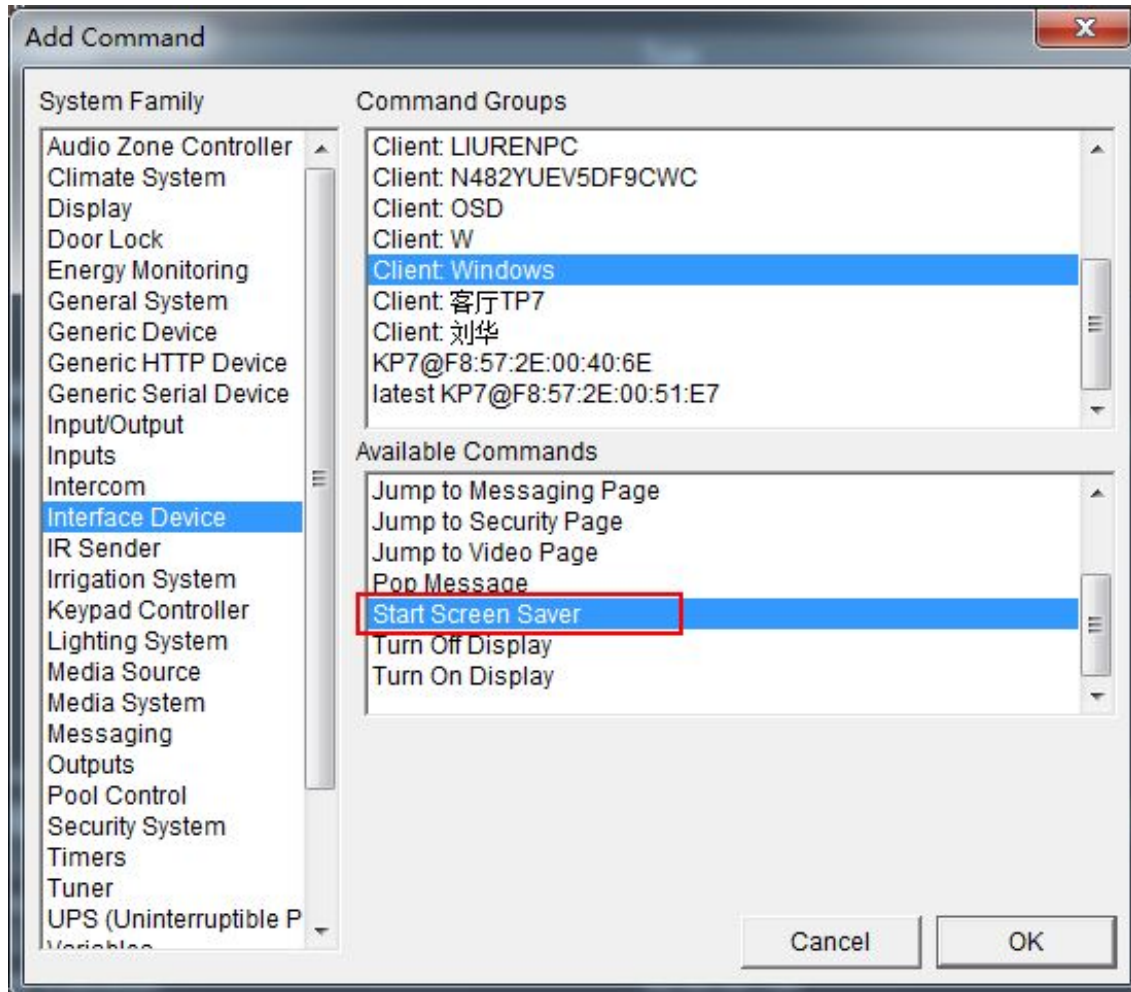 Add Command
System Family
Audio Zone Controller
Climate System
Display
Door Lock
Energy Monitoring
General System
Generic Device
Generic HTTP Device
Generic Serial Device
Input/Output
Inputs
Intercom
Interface Device
IR Sender
Irrigation System
Keypad Controller
Lighting System
Media Source
Media System
Messaging
Outputs
Pool Control
Security System
Timers
Tuner
UPS (Uninterruptible P
Variables
Command Groups
Client: LIURENPC
Client: N482YUEV5DF9CWC
Client: OSD
Client: W
Client: Windows
Client: 客厅TP7
Client: 刘华
KP7@F8:57:2E:00:40:6E
latest KP7@F8:57:2E:00:51:E7
Available Commands
Jump to Messaging Page
Jump to Security Page
Jump to Video Page
Pop Message
Start Screen Saver
Turn Off Display
Turn On Display
Cancel
OK